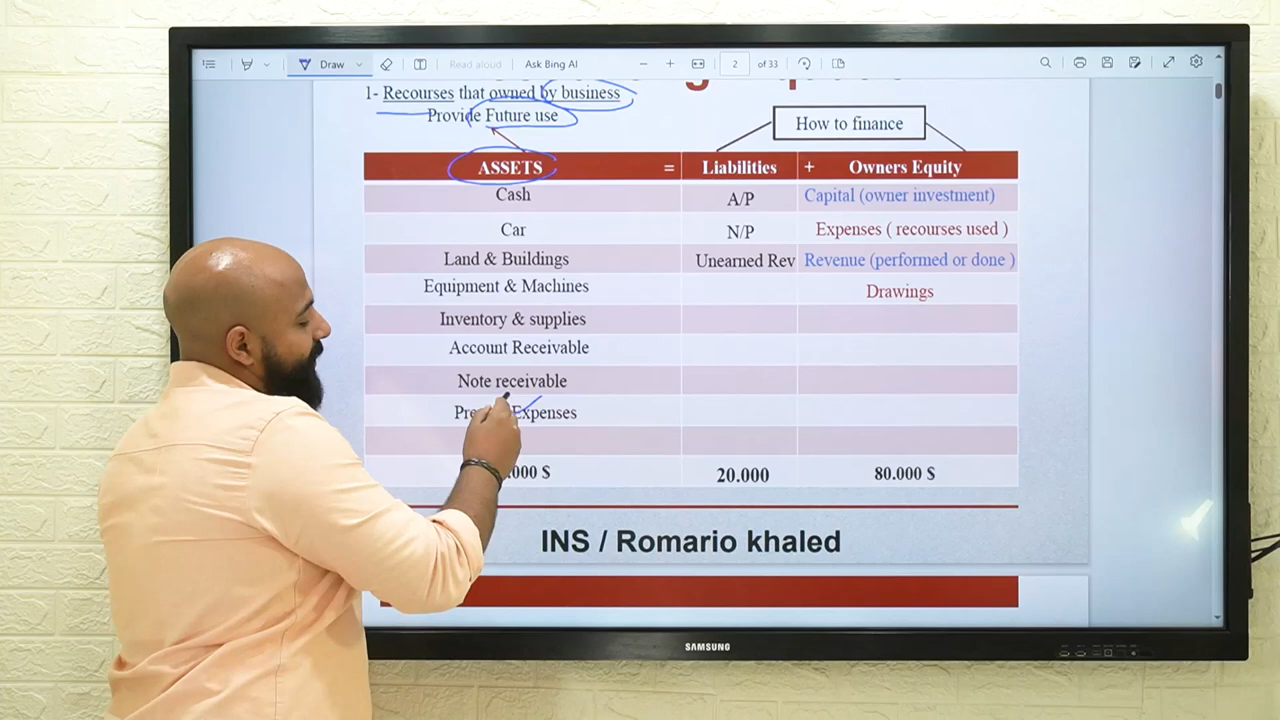 Draw
Read aloud
Ask Bing AI
2 of 33
1- Recourses that owned by business
Provide Future use
How to finance
ASSETS = Liabilities + Owners Equity
Cash A/P Capital (owner investment)
Car N/P Expenses ( recourses used )
Land & Buildings Unearned Rev Revenue (performed or done )
Equipment & Machines Drawings
Inventory & supplies
Account Receivable
Note receivable
Expenses
$ 20.000 80.000 $
INS / Romario khaled
SAMSUNG